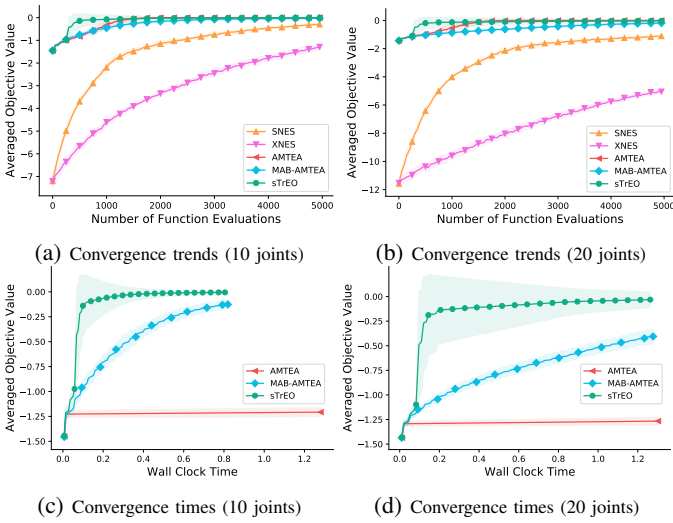 0
−1
−2
−3
−4
−5
−6
−7
Averaged Objective Value
0 1000 2000 3000 4000 5000
Number of Function Evaluations
SNES
XNES
AMTEA
MAB-AMTEA
sTrEO
(a) Convergence trends (10 joints)
0
−2
−4
−6
−8
−10
−12
Averaged Objective Value
0 1000 2000 3000 4000 5000
Number of Function Evaluations
SNES
XNES
AMTEA
MAB-AMTEA
sTrEO
(b) Convergence trends (20 joints)
0.00
−0.25
−0.50
−0.75
−1.00
−1.25
−1.50
Averaged Objective Value
0.0 0.2 0.4 0.6 0.8 1.0 1.2
Wall Clock Time
AMTEA
MAB-AMTEA
sTrEO
(c) Convergence times (10 joints)
0.00
−0.25
−0.50
−0.75
−1.00
−1.25
−1.50
Averaged Objective Value
0.0 0.2 0.4 0.6 0.8 1.0 1.2
Wall Clock Time
AMTEA
MAB-AMTEA
sTrEO
(d) Convergence times (20 joints)